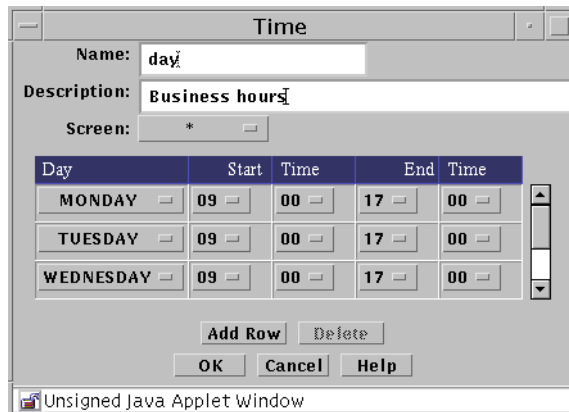 Time
Name: day
Description: Business hours
Screen: *
Day Start Time End Time
MONDAY 09 00 17 00
TUESDAY 09 00 17 00
WEDNESDAY 09 00 17 00
Add Row Delete
OK Cancel Help
Unsigned Java Applet Window